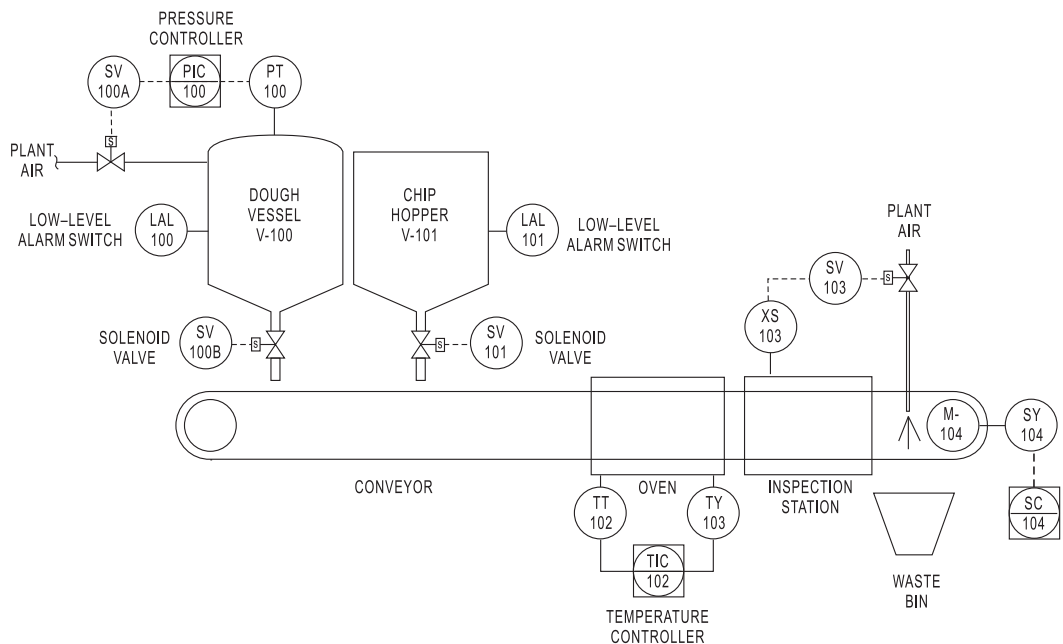 PRESSURE
CONTROLLER
SV
100A
PIC
100
PT
100
PLANT
AIR
S
DOUGH
VESSEL
V-100
CHIP
HOPPER
V-101
LOW–LEVEL
ALARM SWITCH
LAL
100
LAL
101
LOW–LEVEL
ALARM SWITCH
PLANT
AIR
SV
103
S
XS
103
SOLENOID
VALVE
SV
100B
S
S
SV
101
SOLENOID
VALVE
M-
104
SY
104
CONVEYOR
OVEN
INSPECTION
STATION
TT
102
TY
103
SC
104
TIC
102
TEMPERATURE
CONTROLLER
WASTE
BIN